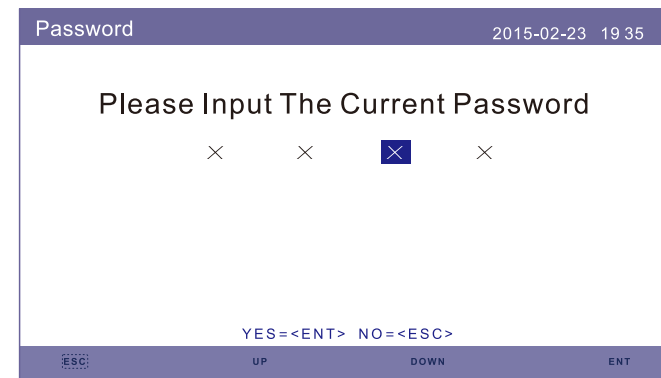 Password 2015-02-23 19 35
Please Input The Current Password
× × × ×
YES=<ENT> NO=<ESC>
ESC UP DOWN ENT